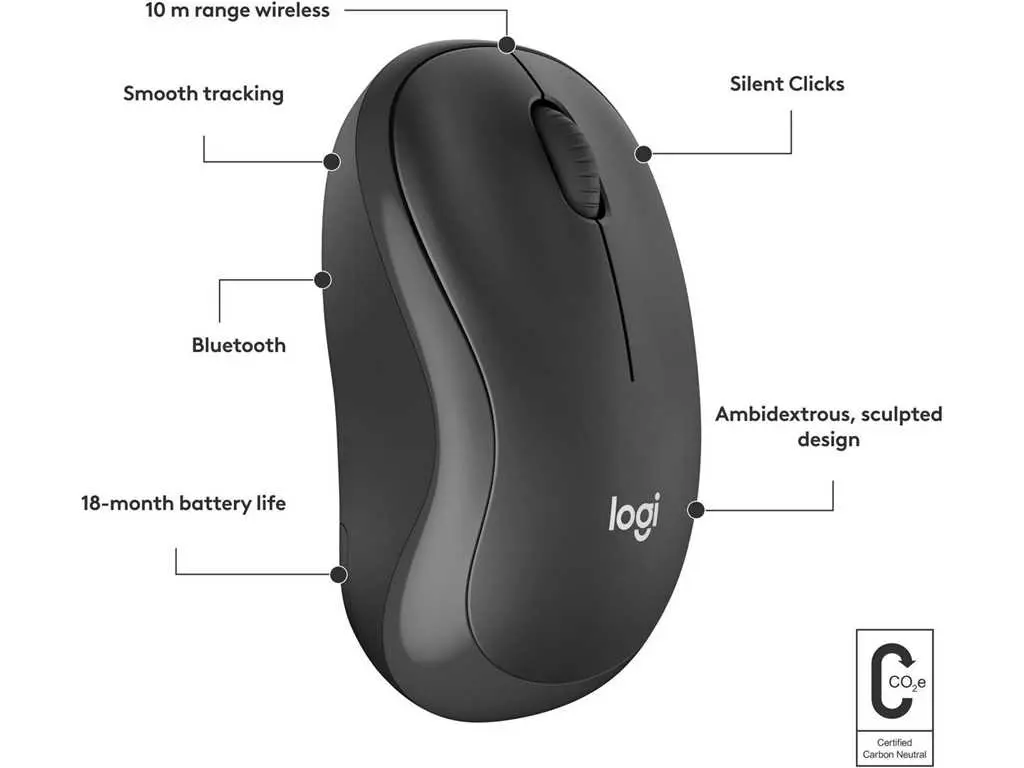 10 m range wireless
Smooth tracking
Silent Clicks
Bluetooth
Ambidextrous, sculpted
design
18-month battery life
logi
CO₂e
Certified
Carbon Neutral